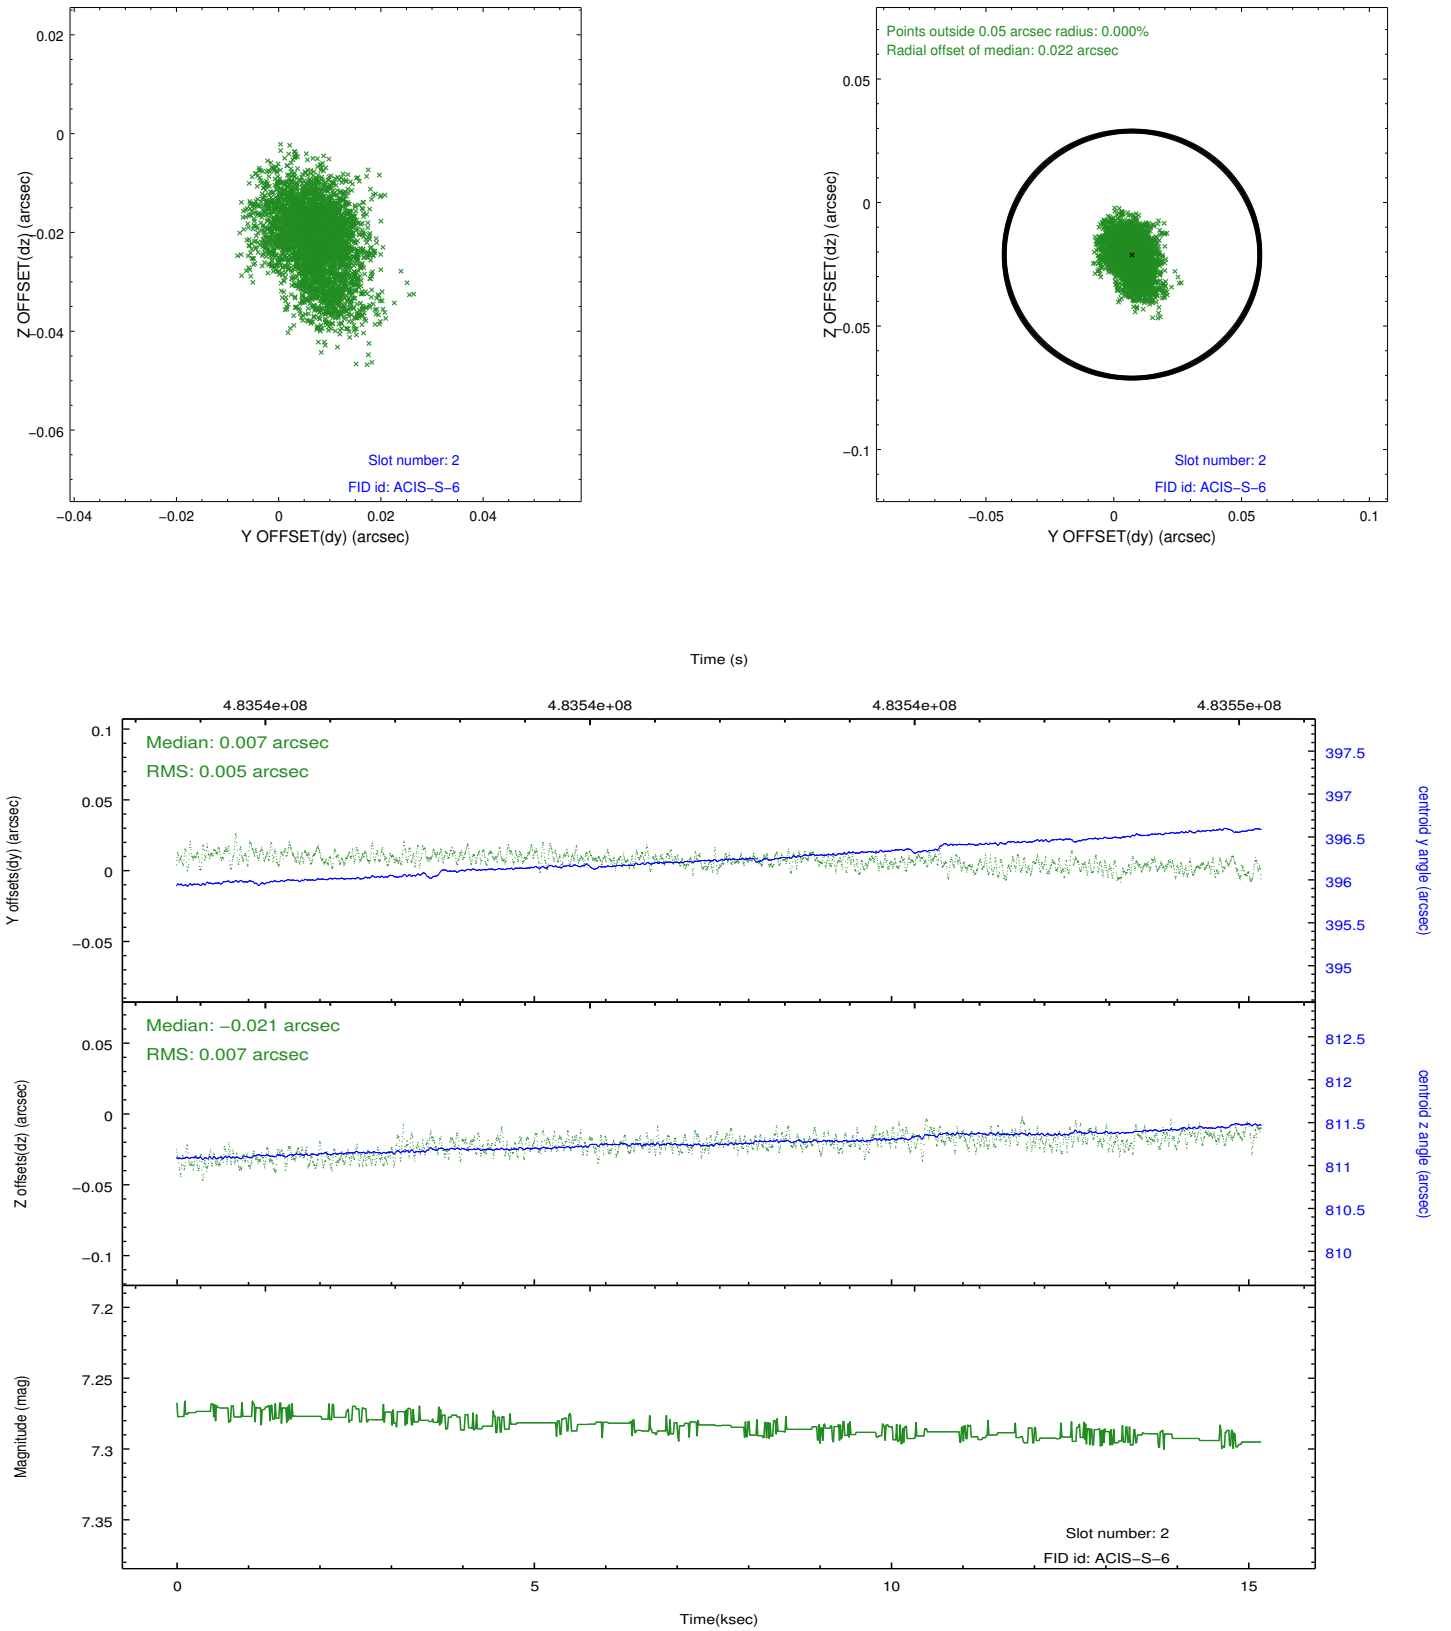 0.02
0
−0.02
−0.04
−0.06
Z OFFSET(dz) (arcsec)
Slot number: 2
FID id: ACIS−S−6
−0.04
−0.02
0
0.02
0.04
Y OFFSET(dy) (arcsec)
Points outside 0.05 arcsec radius: 0.000%
Radial offset of median: 0.022 arcsec
0.05
0
−0.05
−0.1
Z OFFSET(dz) (arcsec)
Slot number: 2
FID id: ACIS−S−6
−0.05
0
0.05
0.1
Y OFFSET(dy) (arcsec)
Time (s)
4.8354e+08
4.8354e+08
4.8354e+08
4.8355e+08
Median: 0.007 arcsec
RMS: 0.005 arcsec
0.1
0.05
0
−0.05
Y offsets(dy) (arcsec)
397.5
397
396.5
396
395.5
395
centroid y angle (arcsec)
Median: −0.021 arcsec
RMS: 0.007 arcsec
0.05
0
−0.05
−0.1
Z offsets(dz) (arcsec)
812.5
812
811.5
811
810.5
810
centroid z angle (arcsec)
7.2
7.25
7.3
7.35
Magnitude (mag)
Slot number: 2
FID id: ACIS−S−6
0
5
10
15
Time(ksec)